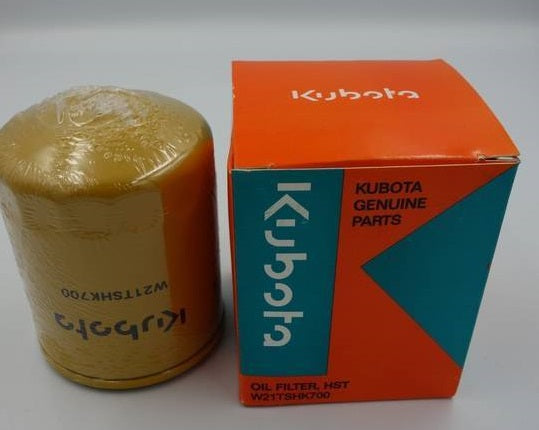 Kubota
Kubota
KUBOTA
GENUINE
PARTS
OIL FILTER, HST
W21TSHK700
Kubota
W21TSHK700